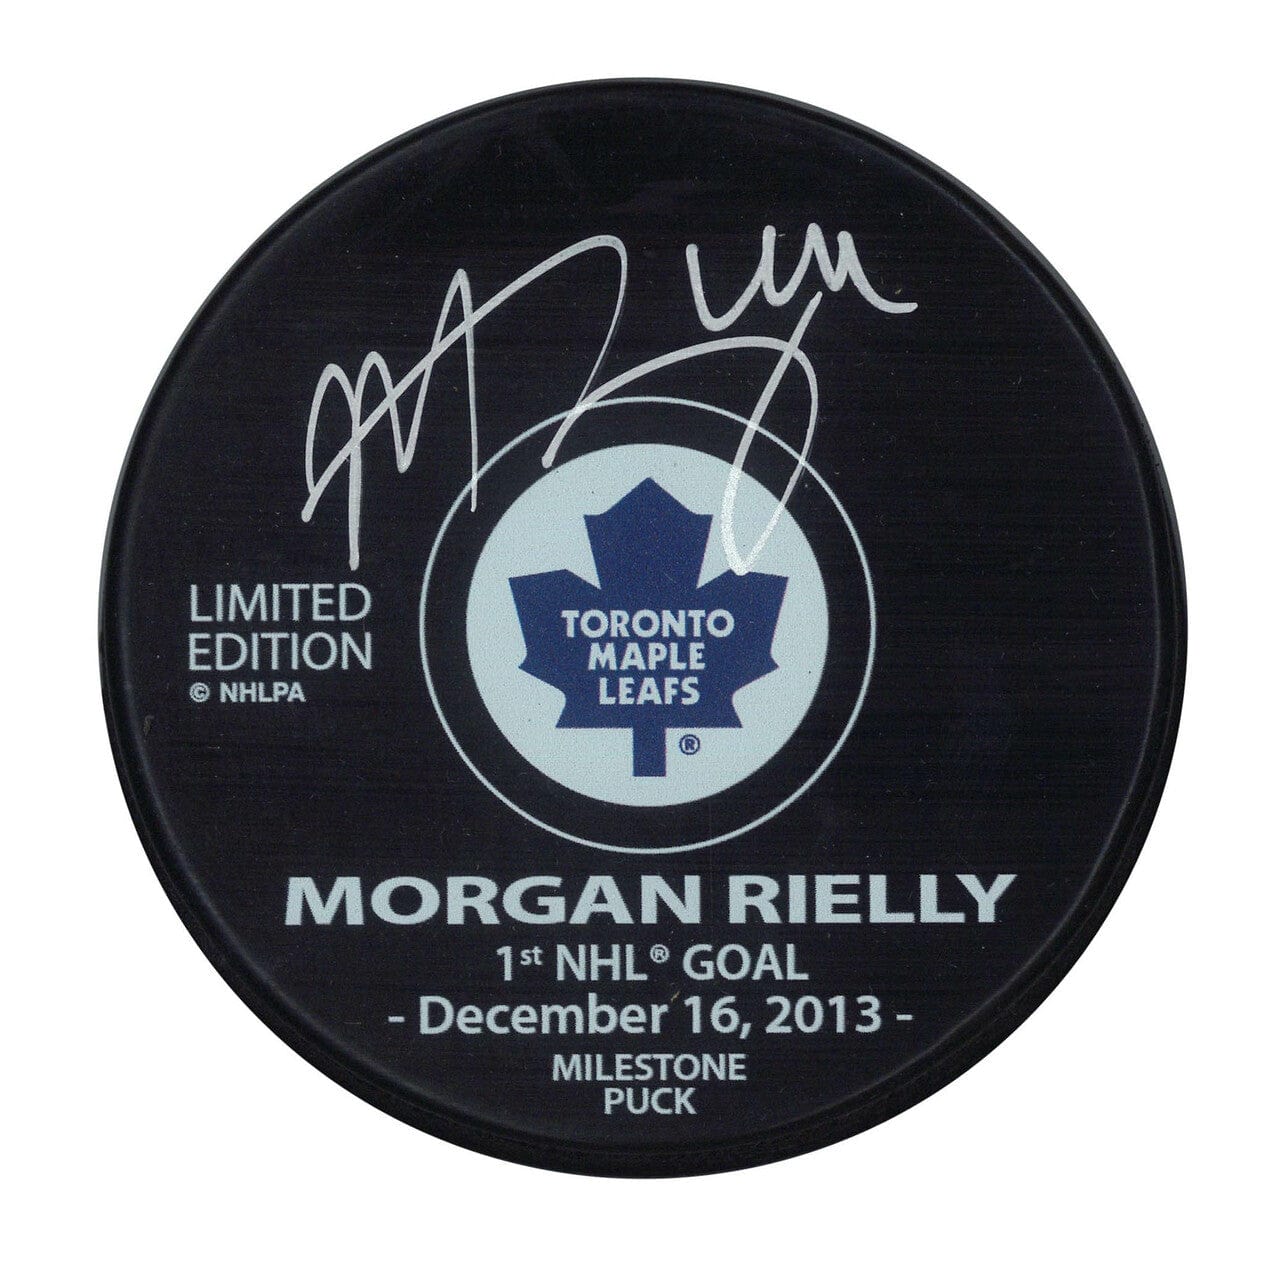 LIMITED
EDITION
© NHLPA
TORONTO
MAPLE
LEAFS
®
MORGAN RIELLY
1st NHL® GOAL
- December 16, 2013 -
MILESTONE
PUCK